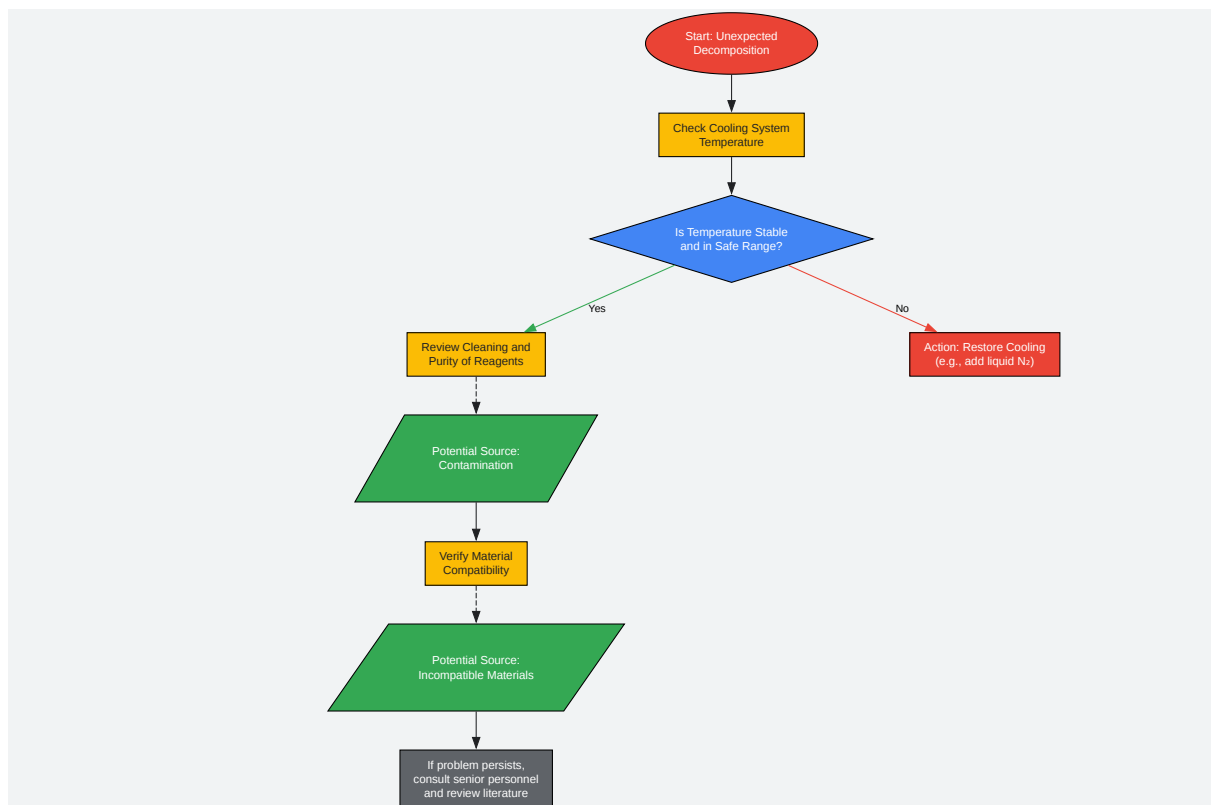 Start: Unexpected
Decomposition
Check Cooling System
Temperature
Is Temperature Stable
and in Safe Range?
Yes
No
Review Cleaning and
Purity of Reagents
Action: Restore Cooling
(e.g., add liquid N₂)
Potential Source:
Contamination
Verify Material
Compatibility
Potential Source:
Incompatible Materials
If problem persists,
consult senior personnel
and review literature